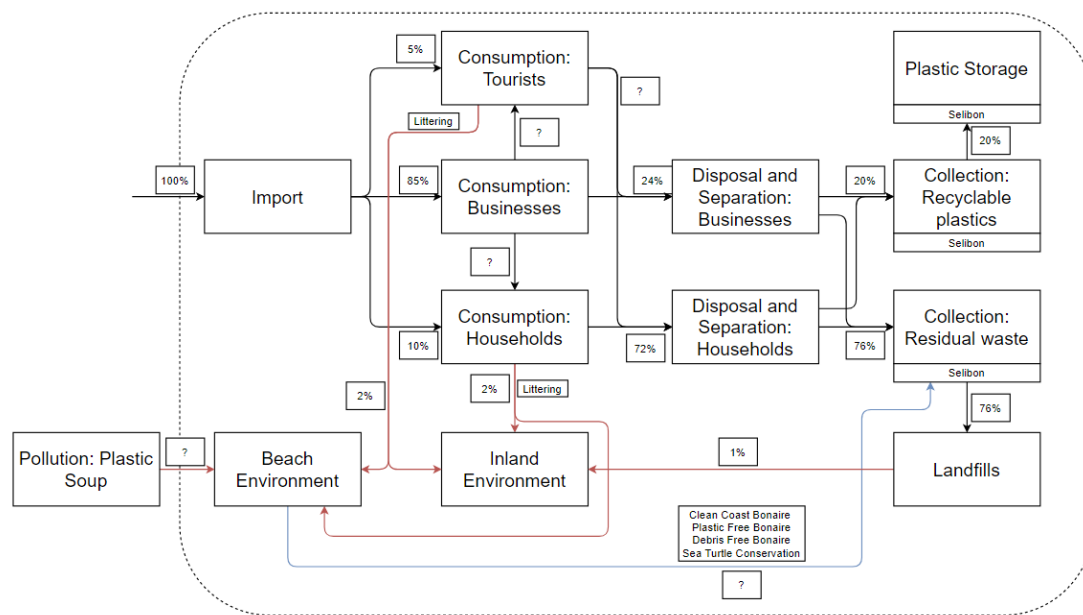 5%
Consumption:
Tourists
Plastic Storage
Selibon
?
Littering
?
20%
100%
Import
85%
Consumption:
Businesses
24%
Disposal and
Separation:
Businesses
20%
Collection:
Recyclable
plastics
Selibon
?
10%
Consumption:
Households
72%
Disposal and
Separation:
Households
76%
Collection:
Residual waste
Selibon
2%
2%
Littering
76%
Pollution: Plastic
Soup
?
Beach
Environment
Inland
Environment
1%
Landfills
Clean Coast Bonaire
Plastic Free Bonaire
Debris Free Bonaire
Sea Turtle Conservation
?